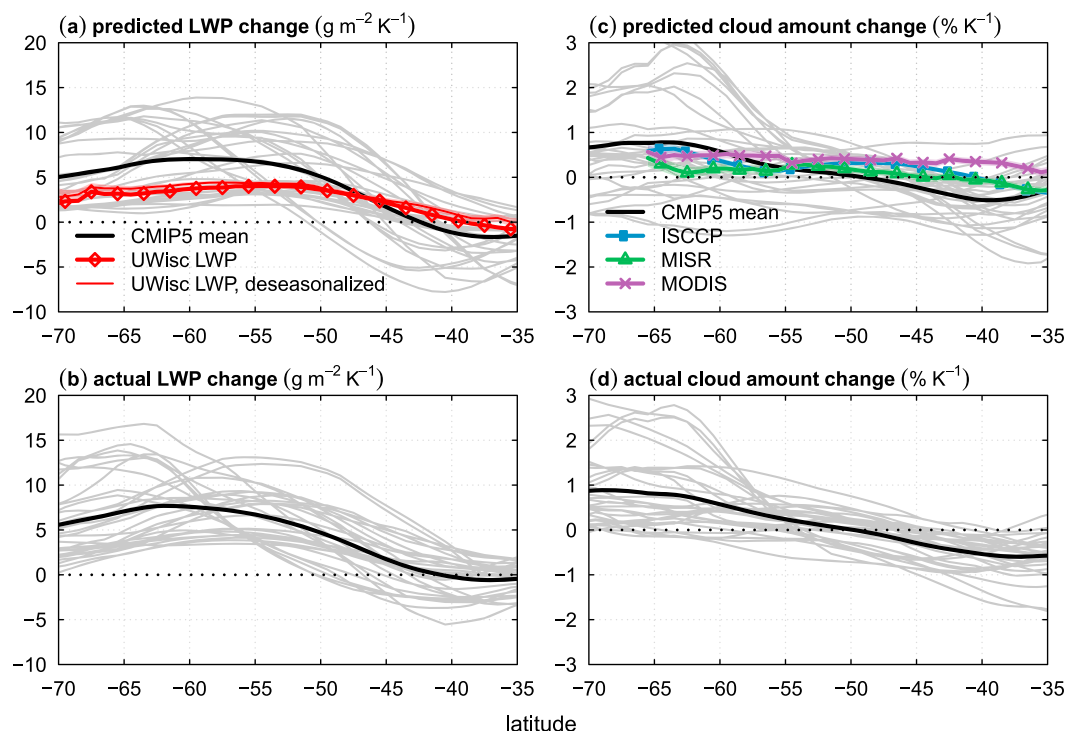 (a) predicted LWP change (g m⁻² K⁻¹)
20
15
10
5
0
−5
−10
CMIP5 mean
UWisc LWP
UWisc LWP, deseasonalized
−70 −65 −60 −55 −50 −45 −40 −35
(c) predicted cloud amount change (% K⁻¹)
3
2
1
0
−1
−2
−3
CMIP5 mean
ISCCP
MISR
MODIS
−70 −65 −60 −55 −50 −45 −40 −35
(b) actual LWP change (g m⁻² K⁻¹)
20
15
10
5
0
−5
−10
−70 −65 −60 −55 −50 −45 −40 −35
(d) actual cloud amount change (% K⁻¹)
3
2
1
0
−1
−2
−3
−70 −65 −60 −55 −50 −45 −40 −35
latitude